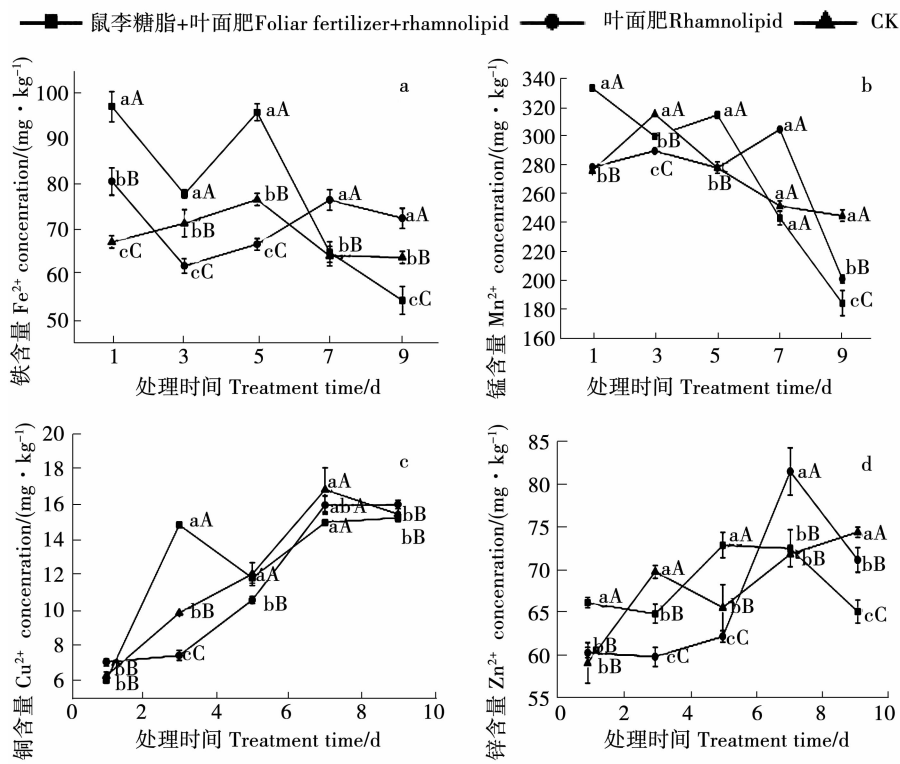 鼠李糖脂+叶面肥Foliar fertilizer+rhamnolipid 叶面肥Rhamnolipid CK
铁含量 Fe²⁺ concentration/(mg·kg⁻¹)
a
100
90
80
70
60
50
aA
bB
cC
aA
bB
cC
aA
bB
cC
aA
bB
aA
bB
cC
1 3 5 7 9
处理时间 Treatment time/d
锰含量 Mn²⁺ concentration/(mg·kg⁻¹)
b
340
320
300
280
260
240
220
200
180
160
aA
bB
aA
bB
cC
aA
bB
aA
aA
aA
aA
bB
cC
1 3 5 7 9
处理时间 Treatment time/d
铜含量 Cu²⁺ concenration/(mg·kg⁻¹)
c
20
18
16
14
12
10
8
6
bB
bB
aA
bB
cC
aA
bB
aA
abA
aA
bB
bB
0 2 4 6 8 10
处理时间 Treatment time/d
锌含量 Zn²⁺ concenration/(mg·kg⁻¹)
d
85
80
75
70
65
60
55
aA
bB
bB
aA
bB
cC
aA
bB
cC
aA
bB
bB
aA
bB
cC
0 2 4 6 8 10
处理时间 Treatment time/d